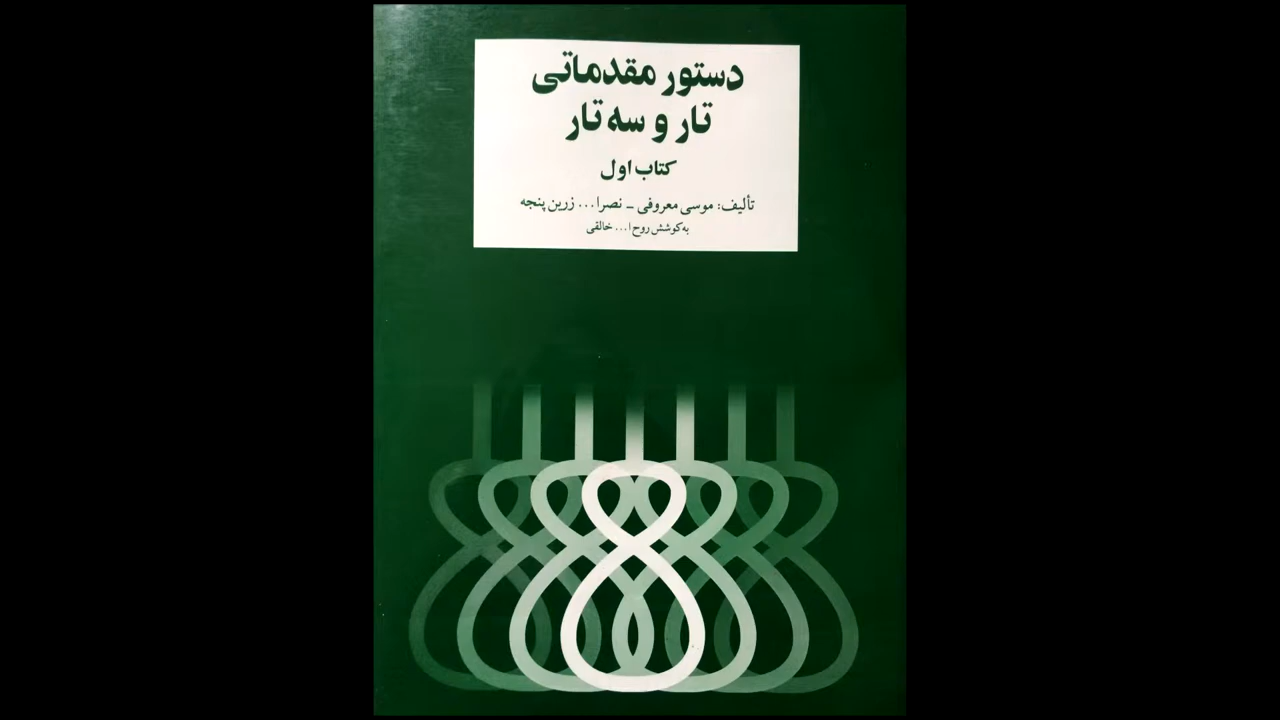 دستور مقدماتی
تار و سه تار
کتاب اول
تألیف: موسی معروفی ـ نصرا... زرین پنجه
به کوشش روح ا... خالقی